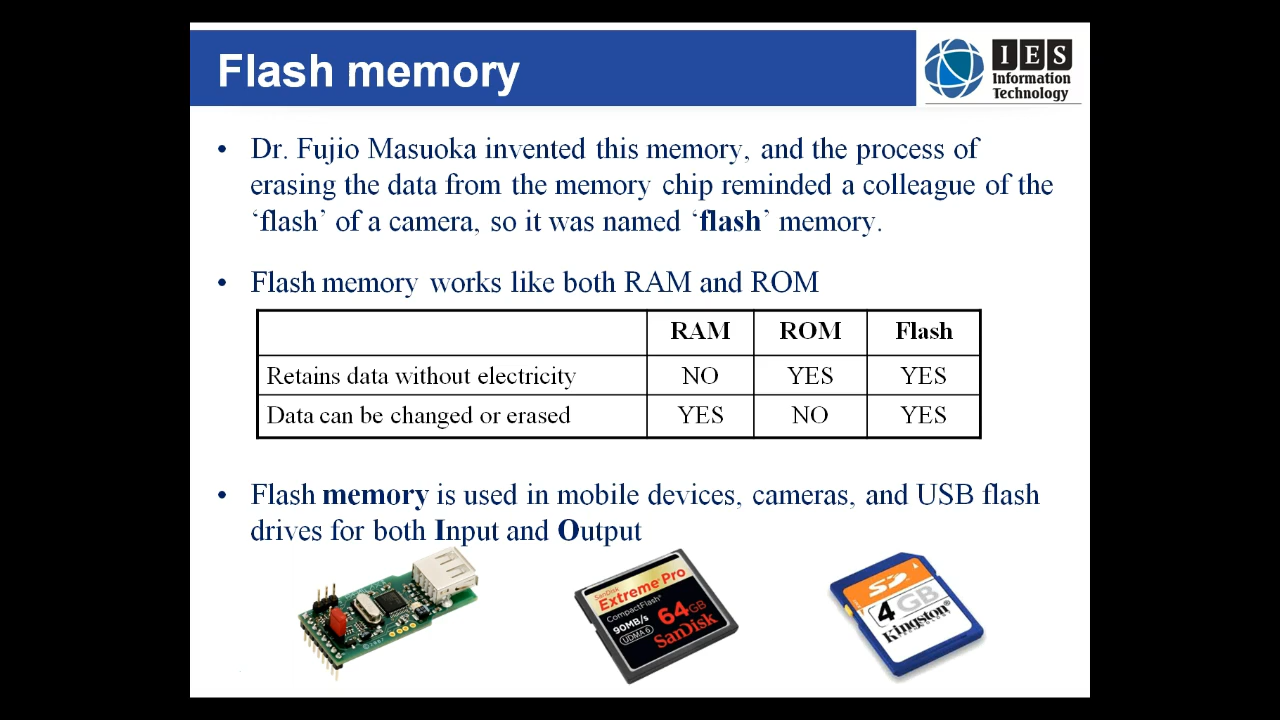 Flash memory
IES
Information
Technology
• Dr. Fujio Masuoka invented this memory, and the process of
erasing the data from the memory chip reminded a colleague of the
‘flash’ of a camera, so it was named ‘flash’ memory.
• Flash memory works like both RAM and ROM
RAM ROM Flash
Retains data without electricity NO YES YES
Data can be changed or erased YES NO YES
• Flash memory is used in mobile devices, cameras, and USB flash
drives for both Input and Output
SanDisk
Extreme Pro
CompactFlash
64GB
90MB/s
UDMA 6
SanDisk
SD
4GB
Kingston